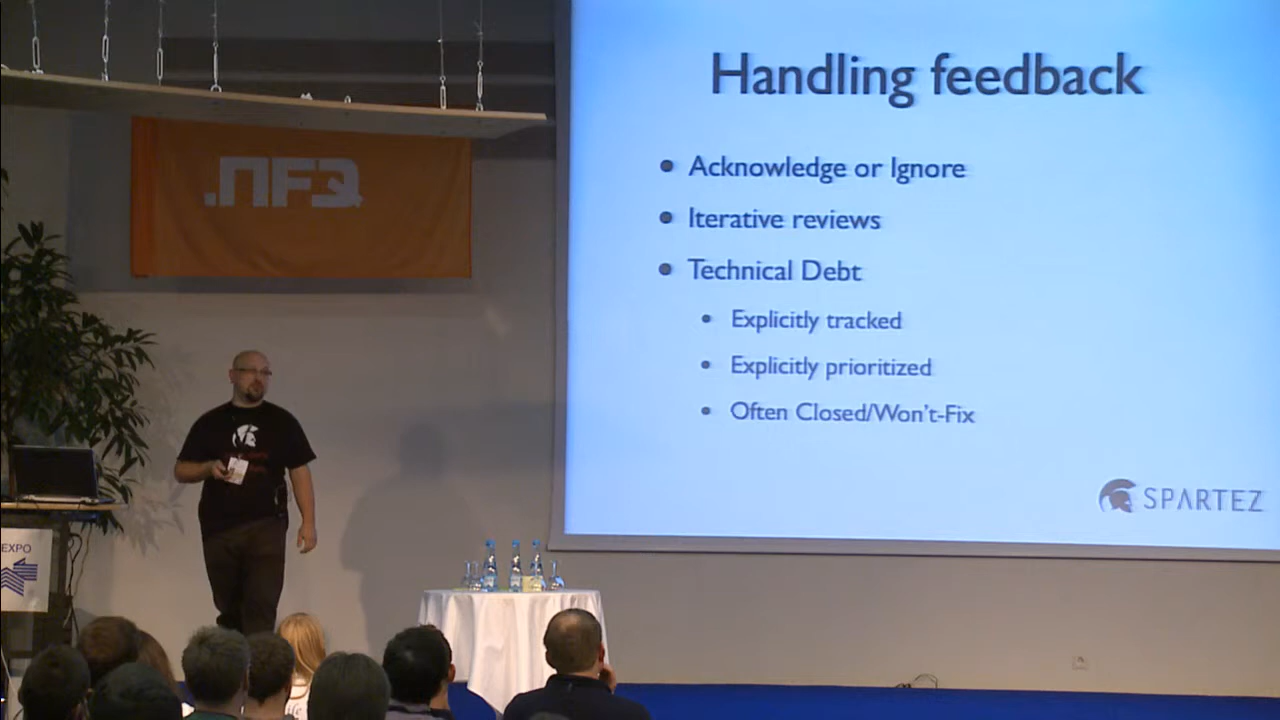 Handling feedback
Acknowledge or Ignore
Iterative reviews
Technical Debt
Explicitly tracked
Explicitly prioritized
Often Closed/Won't-Fix
SPARTEZ
.NFQ
EXPO